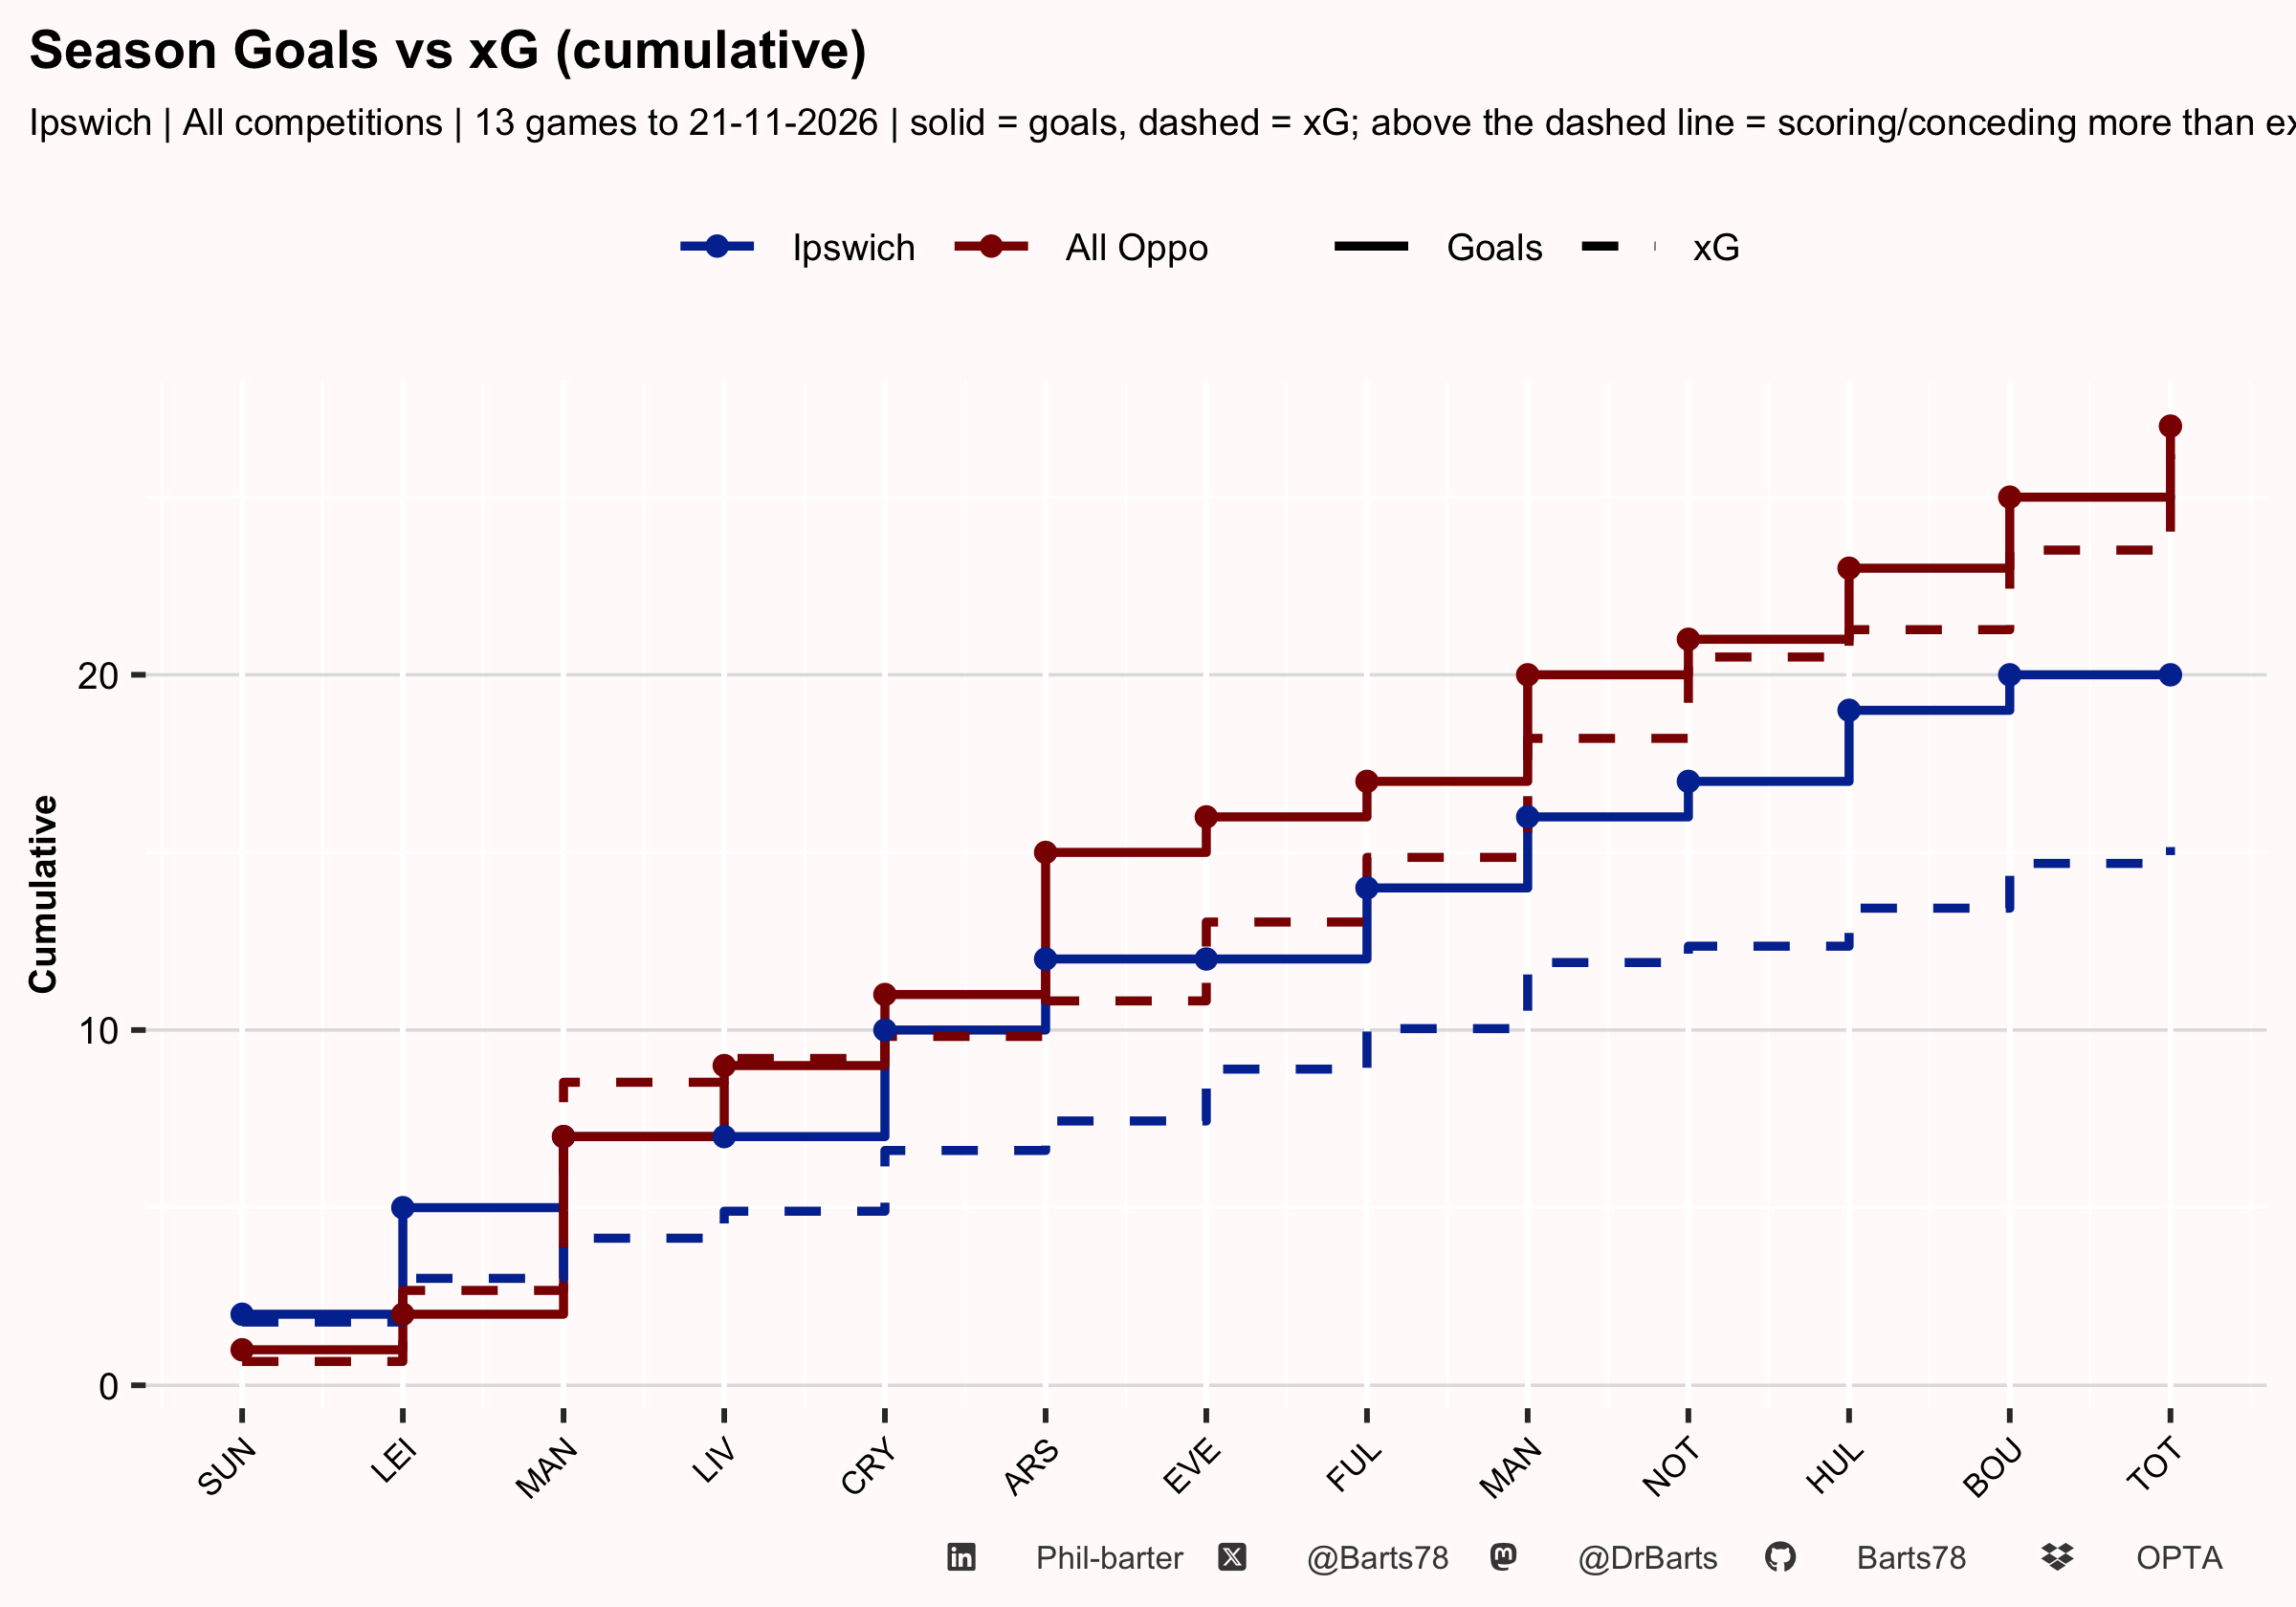 Season Goals vs xG (cumulative)
Ipswich | All competitions | 13 games to 21-11-2026 | solid = goals, dashed = xG; above the dashed line = scoring/conceding more than ex
Ipswich All Oppo Goals xG
Cumulative
20
10
0
SUN LEI MAN LIV CRY ARS EVE FUL MAN NOT HUL BOU TOT
Phil-barter @Barts78 @DrBarts Barts78 OPTA